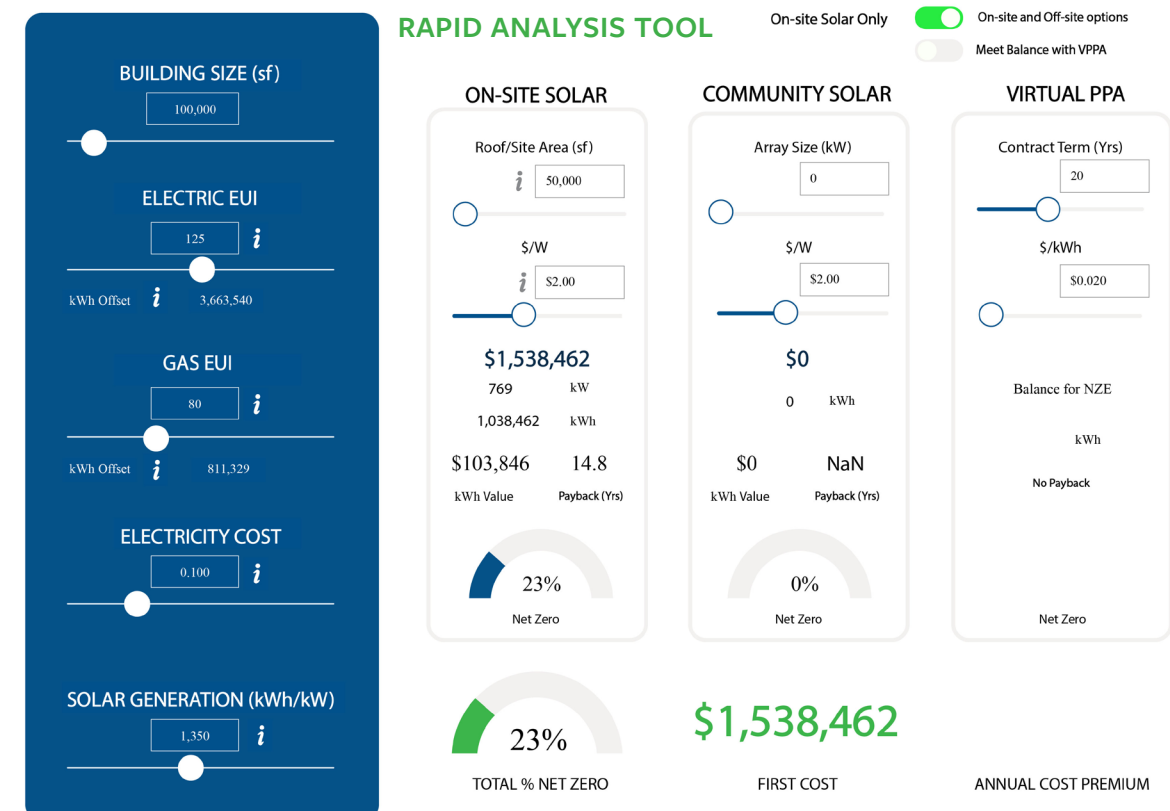 RAPID ANALYSIS TOOL
On-site Solar Only
On-site and Off-site options
Meet Balance with VPPA
BUILDING SIZE (sf)
100,000
ELECTRIC EUI
125 i
kWh Offset i 3,663,540
GAS EUI
80 i
kWh Offset i 811,329
ELECTRICITY COST
0.100 i
SOLAR GENERATION (kWh/kW)
1,350 i
ON-SITE SOLAR
Roof/Site Area (sf)
i 50,000
$/W
i $2.00
$1,538,462
769 kW
1,038,462 kWh
$103,846 14.8
kWh Value Payback (Yrs)
23%
Net Zero
COMMUNITY SOLAR
Array Size (kW)
0
$/W
$2.00
$0
0 kWh
$0 NaN
kWh Value Payback (Yrs)
0%
Net Zero
VIRTUAL PPA
Contract Term (Yrs)
20
$/kWh
$0.020
Balance for NZE
kWh
No Payback
Net Zero
23%
TOTAL % NET ZERO
$1,538,462
FIRST COST
ANNUAL COST PREMIUM